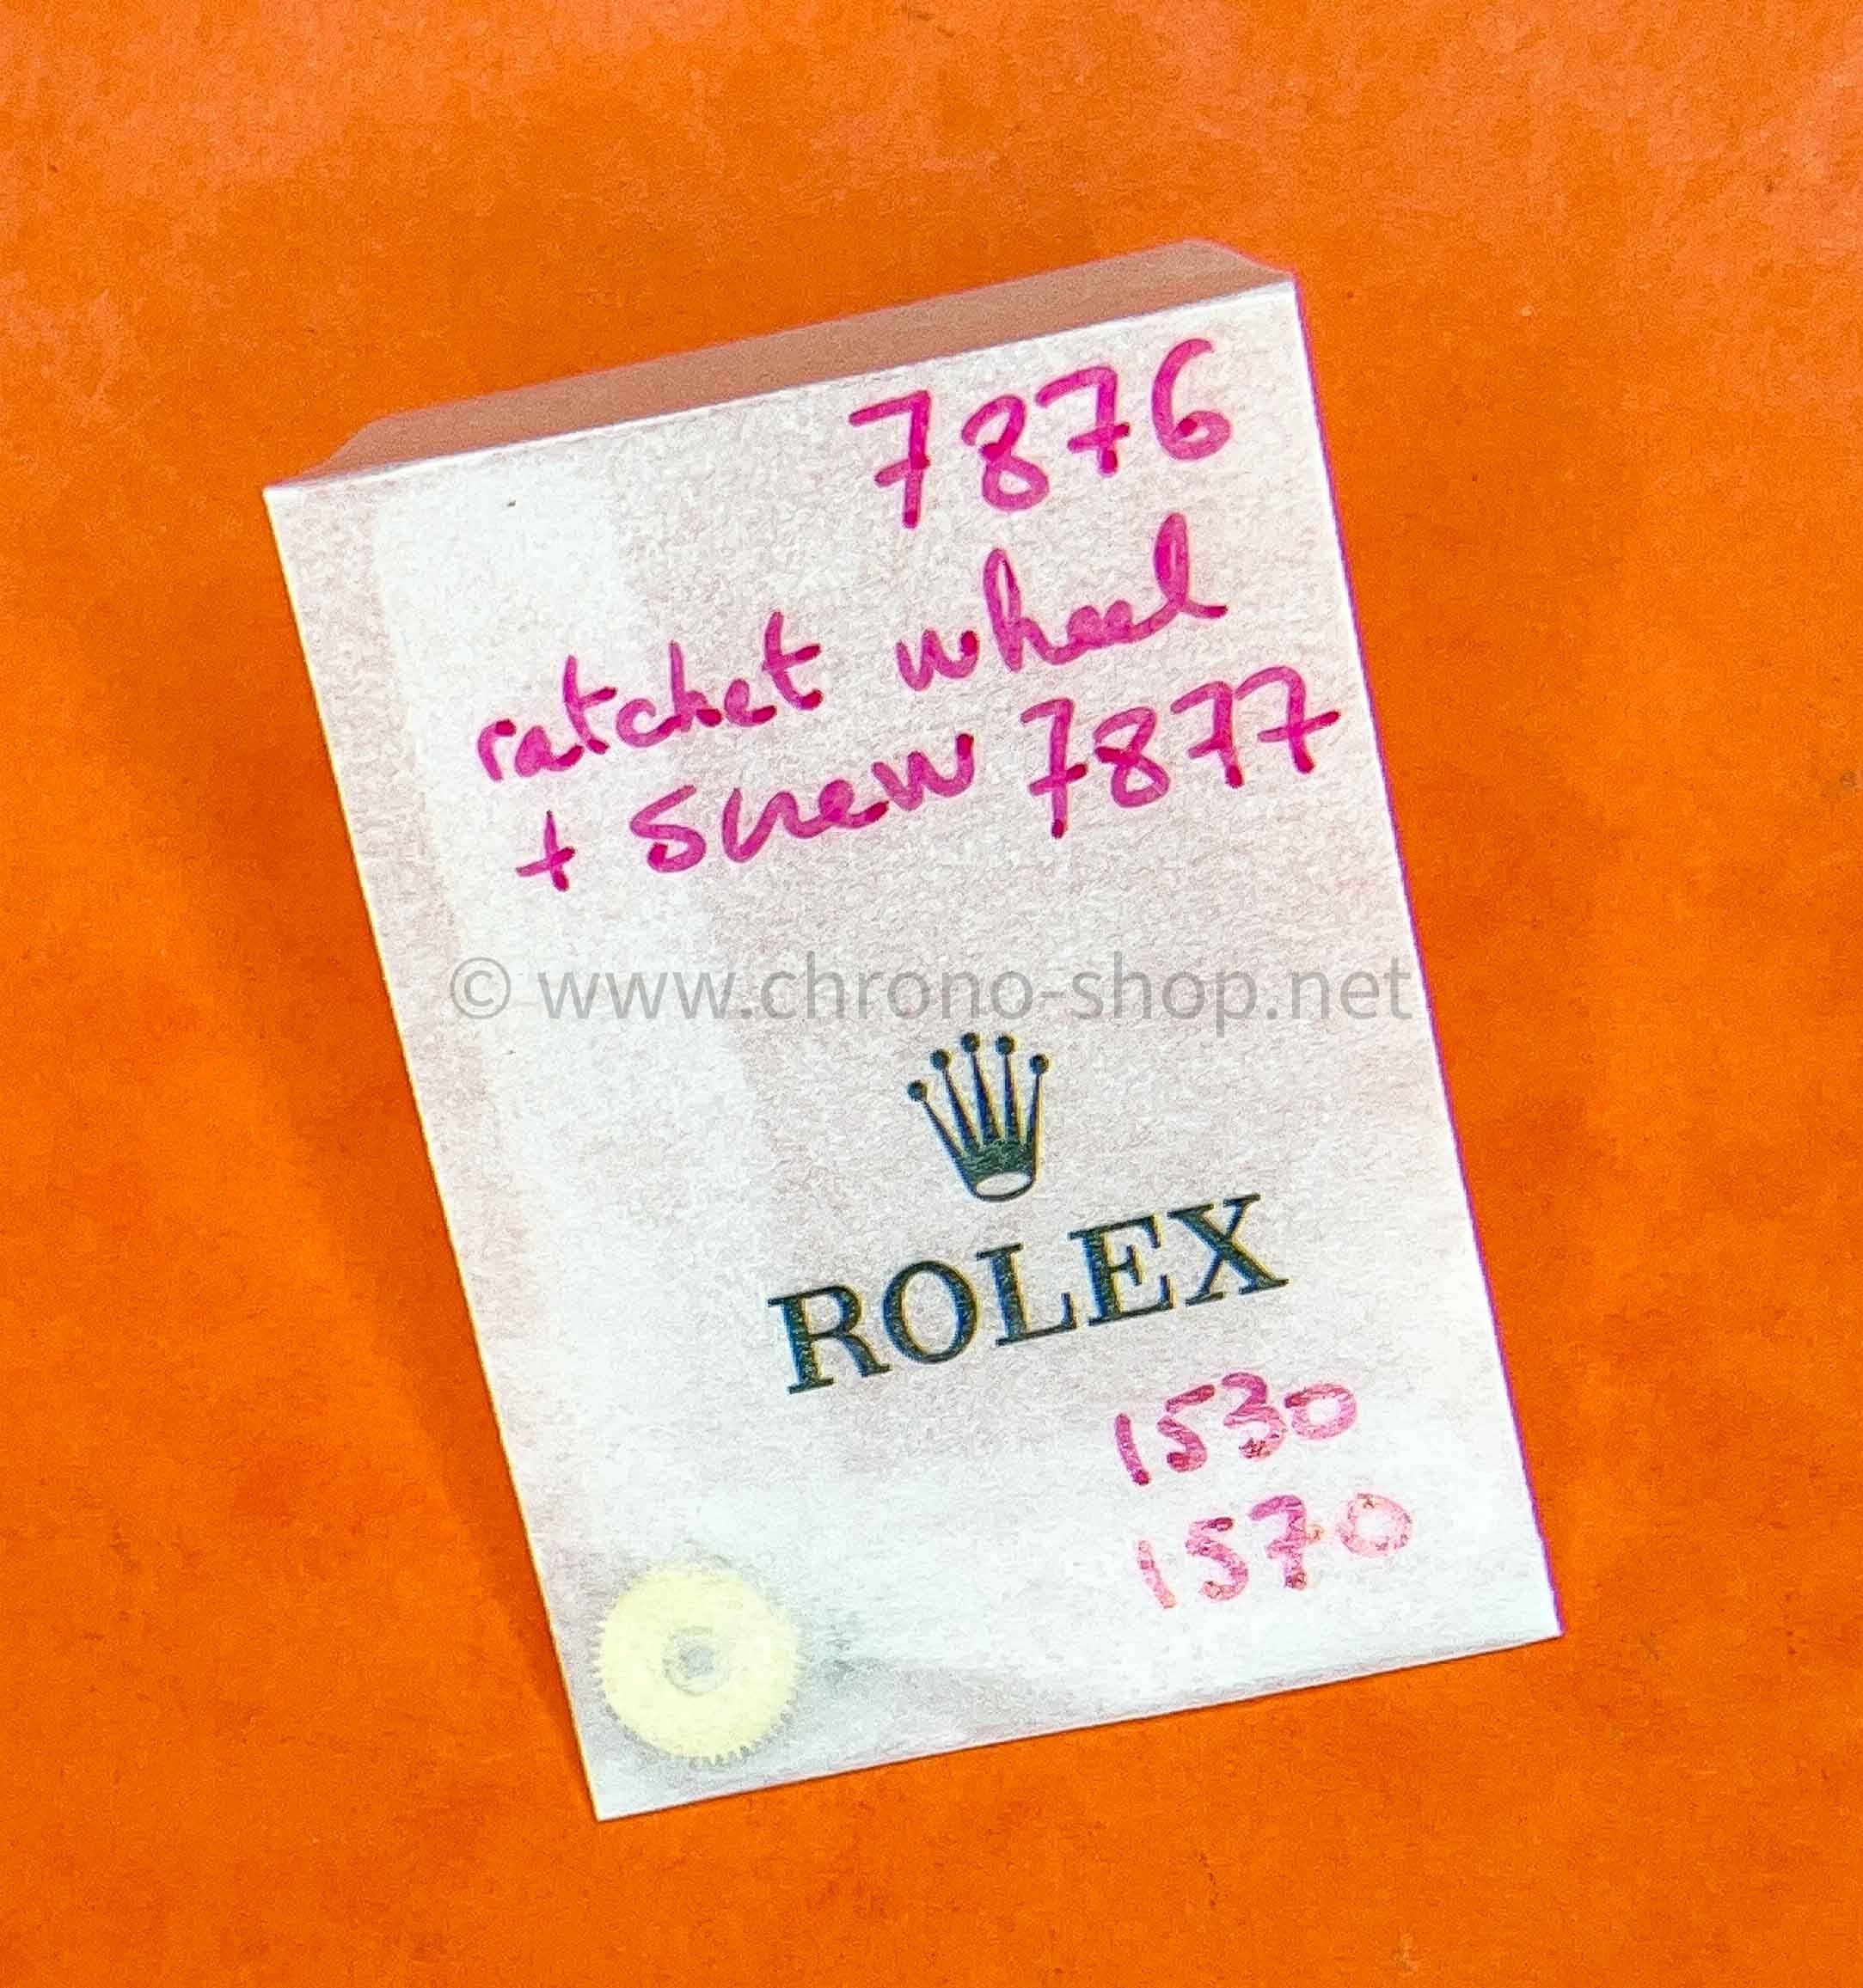 7876
ratchet wheel
+ screw 7877
© www.chrono-shop.net
ROLEX
1530
1570